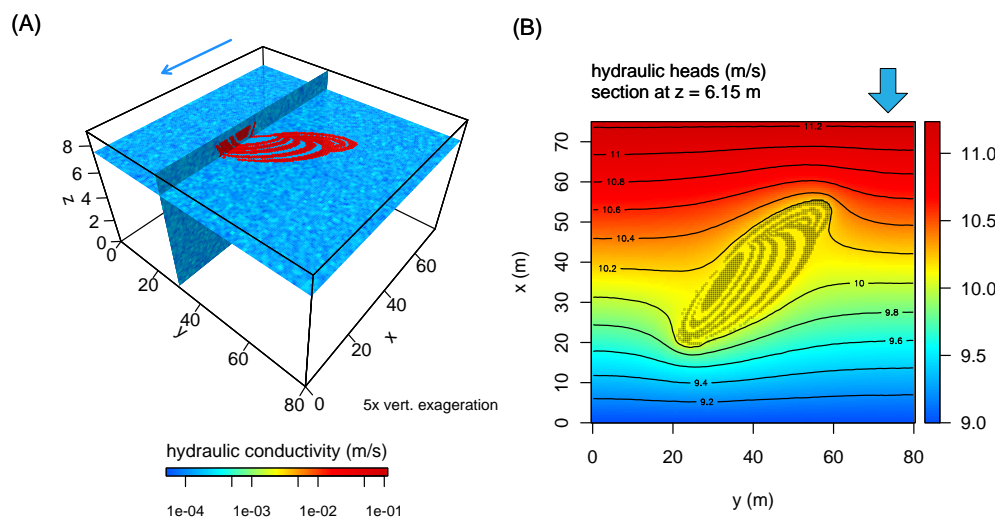 (A)
8
6
4
2
0
z
0
20
40
60
80
y
0
20
40
60
x
5x vert. exageration
hydraulic conductivity (m/s)
1e-04 1e-03 1e-02 1e-01
(B)
hydraulic heads (m/s)
section at z = 6.15 m
70
60
50
40
30
20
10
0
x (m)
11.2
11
10.8
10.6
10.4
10.2
10
9.8
9.6
9.4
9.2
0 20 40 60 80
y (m)
11.0
10.5
10.0
9.5
9.0